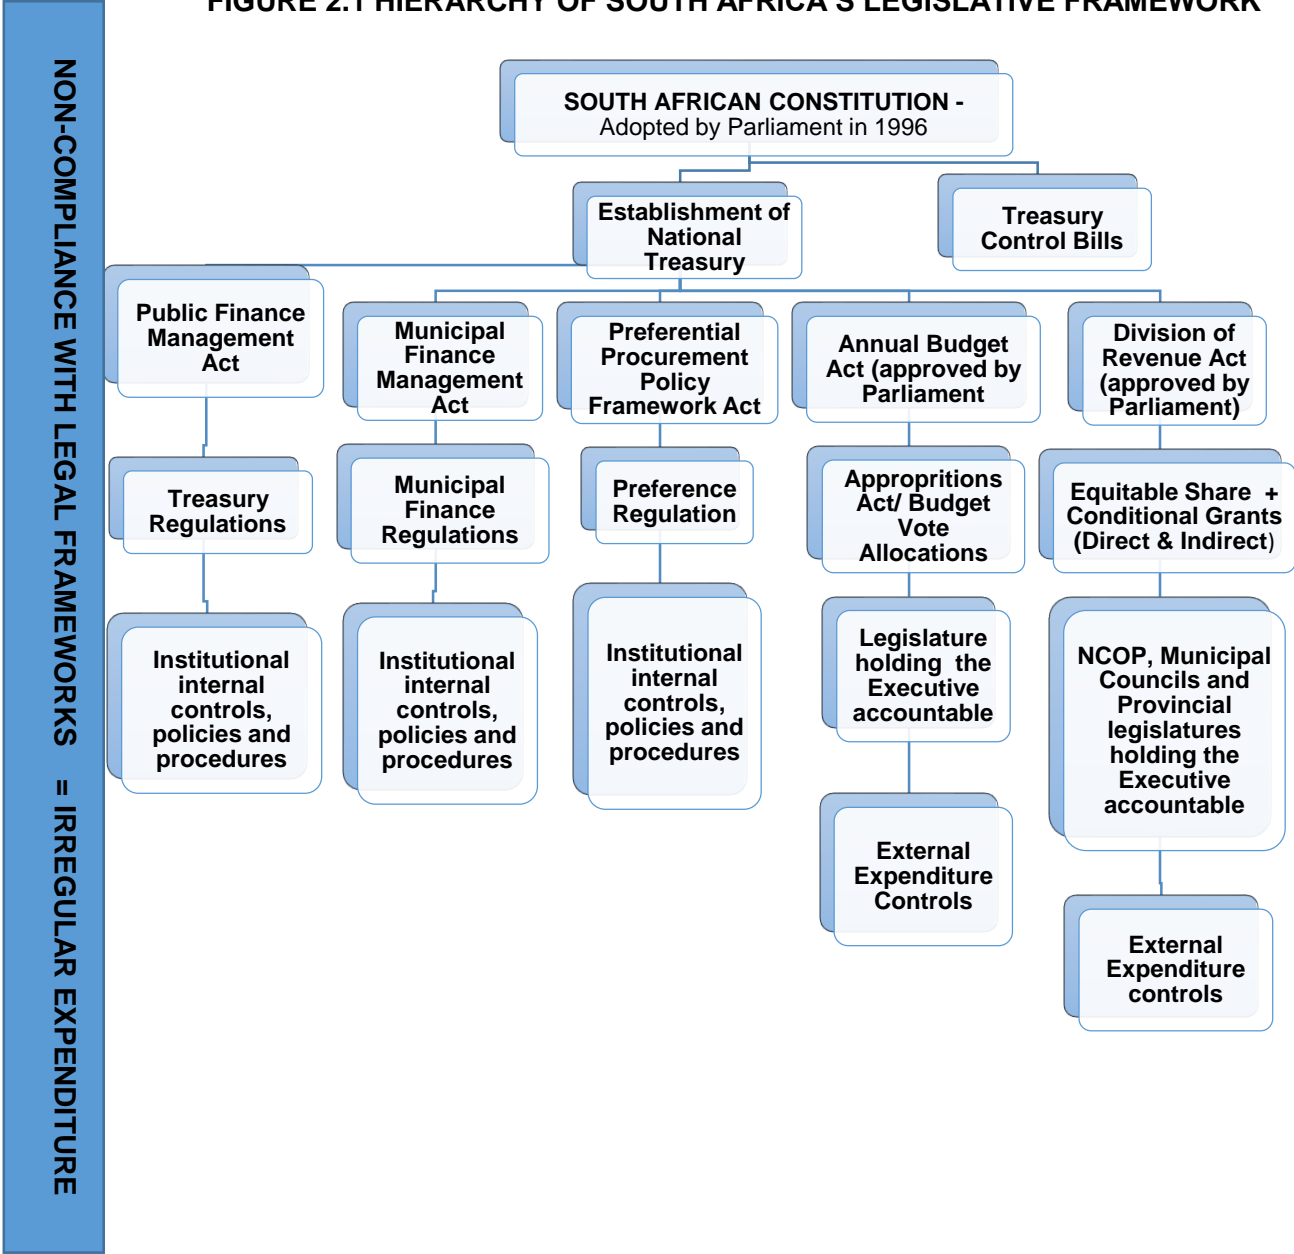 FIGURE 2.1 HIERARCHY OF SOUTH AFRICA'S LEGISLATIVE FRAMEWORK
NON-COMPLIANCE WITH LEGAL FRAMEWORKS = IRREGULAR EXPENDITURE
SOUTH AFRICAN CONSTITUTION -
Adopted by Parliament in 1996
Establishment of
National
Treasury
Treasury
Control Bills
Public Finance
Management
Act
Municipal
Finance
Management
Act
Preferential
Procurement
Policy
Framework Act
Annual Budget
Act (approved by
Parliament
Division of
Revenue Act
(approved by
Parliament)
Treasury
Regulations
Municipal
Finance
Regulations
Preference
Regulation
Appropritions
Act/ Budget
Vote
Allocations
Equitable Share +
Conditional Grants
(Direct & Indirect)
Institutional
internal
controls,
policies and
procedures
Institutional
internal
controls,
policies and
procedures
Institutional
internal
controls,
policies and
procedures
Legislature
holding the
Executive
accountable
NCOP, Municipal
Councils and
Provincial
legislatures
holding the
Executive
accountable
External
Expenditure
Controls
External
Expenditure
controls